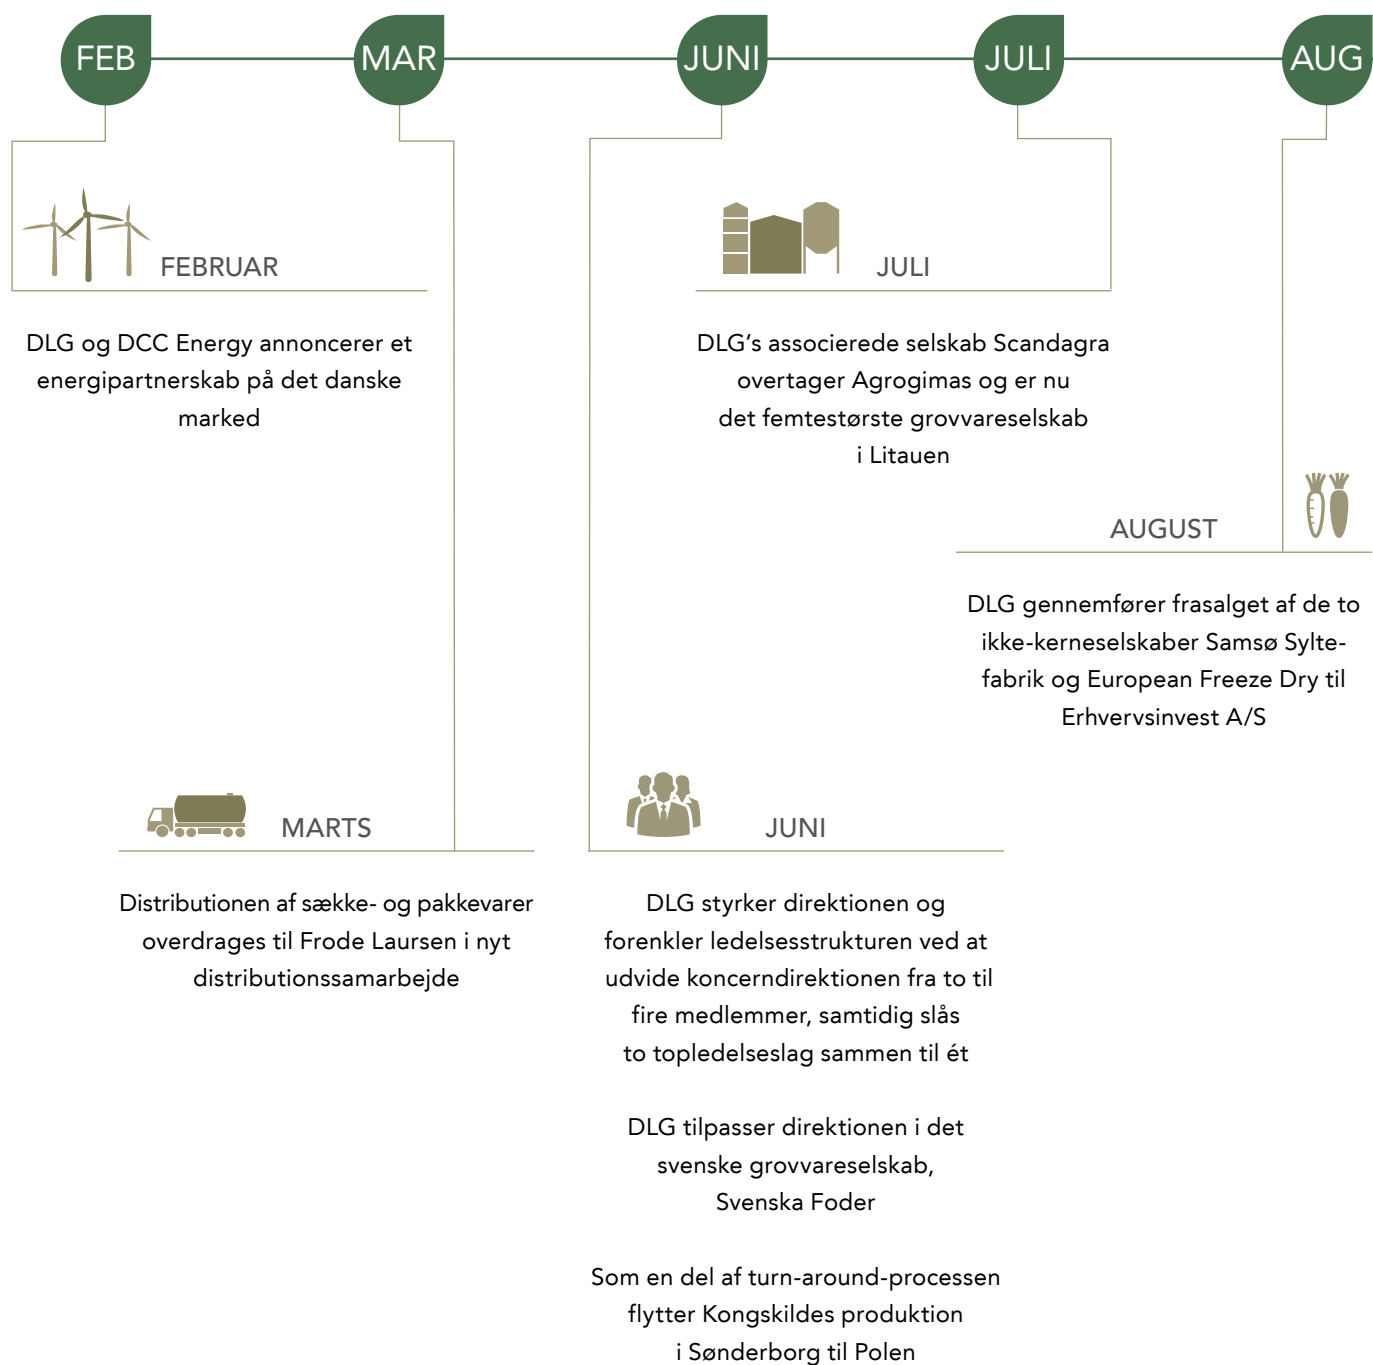 FEB
MAR
JUNI
JULI
AUG
FEBRUAR
DLG og DCC Energy annoncerer et
energipartnerskab på det danske
marked
MARTS
Distributionen af sække- og pakkevarer
overdrages til Frode Laursen i nyt
distributionssamarbejde
JUNI
DLG styrker direktionen og
forenkler ledelsesstrukturen ved at
udvide koncerndirektionen fra to til
fire medlemmer, samtidig slås
to topledelseslag sammen til ét
DLG tilpasser direktionen i det
svenske grovvareselskab,
Svenska Foder
Som en del af turn-around-processen
flytter Kongskildes produktion
i Sønderborg til Polen
JULI
DLG’s associerede selskab Scandagra
overtager Agrogimas og er nu
det femtestørste grovvareselskab
i Litauen
AUGUST
DLG gennemfører frasalget af de to
ikke-kerneselskaber Samsø Sylte-
fabrik og European Freeze Dry til
Erhvervsinvest A/S